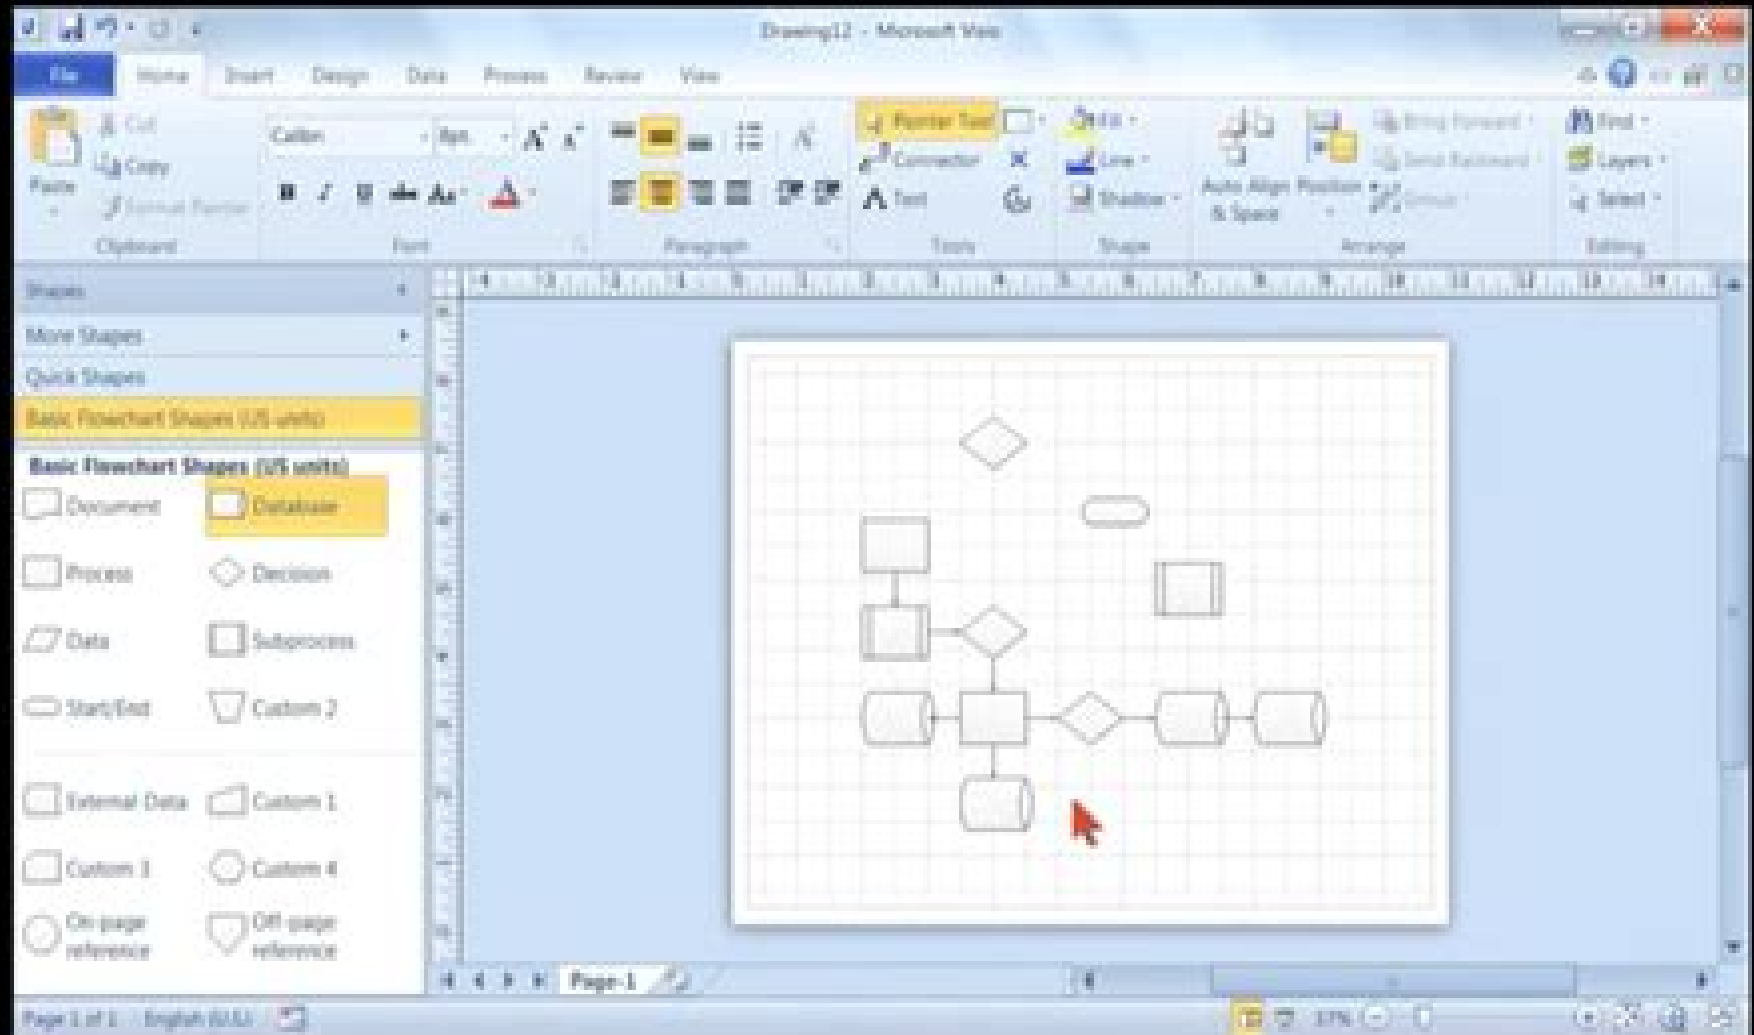 Drawing12 - Microsoft Visio
File Home Insert Design Data Process Review View
Paste
Cut
Copy
Format Painter
Clipboard
Calibri 8pt.
Font
Paragraph
Pointer Tool
Connector
Text
Tools
Fill
Line
Shadow
Shape
Auto Align & Space
Position
Bring Forward
Send Backward
Group
Arrange
Find
Layers
Select
Editing
Shapes
More Shapes
Quick Shapes
Basic Flowchart Shapes (US units)
Basic Flowchart Shapes (US units)
Document Database
Process Decision
Data Subprocess
Start/End Custom 2
External Data Custom 1
Custom 3 Custom 4
On-page reference
Off-page reference
Page-1
Page 1 of 1 English (U.S.) 37%